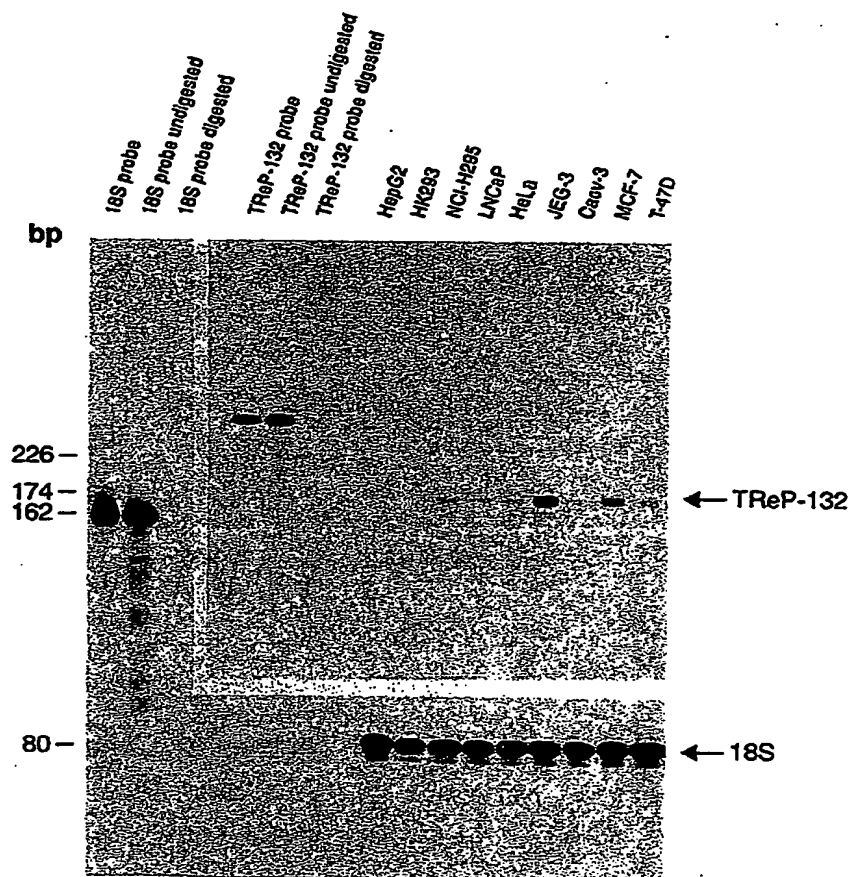 18S probe
18S probe undigested
18S probe digested
TReP-132 probe
TReP-132 probe undigested
TReP-132 probe digested
HepG2
HK293
NCI-H295
LNCaP
HeLa
JEG-3
Caov-3
MCF-7
T-47D
bp
226
174
TReP-132
162
80
18S